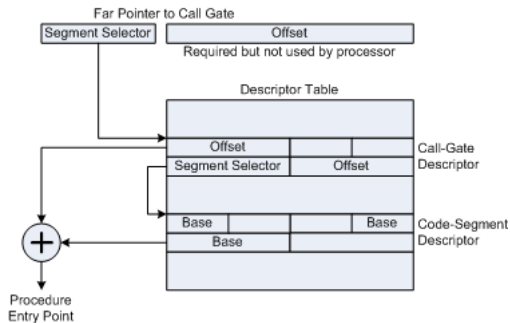 Far Pointer to Call Gate
Segment Selector Offset
Required but not used by processor
Descriptor Table
Offset Call-Gate
Segment Selector Offset Descriptor
Base Base Code-Segment
Base Descriptor
+
Procedure
Entry Point